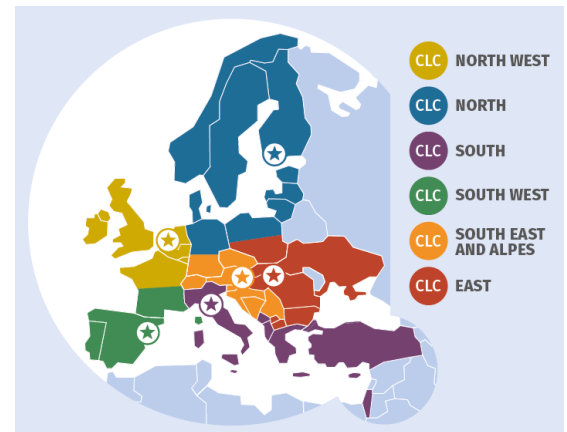 CLC NORTH WEST
CLC NORTH
CLC SOUTH
CLC SOUTH WEST
CLC SOUTH EAST
AND ALPES
CLC EAST